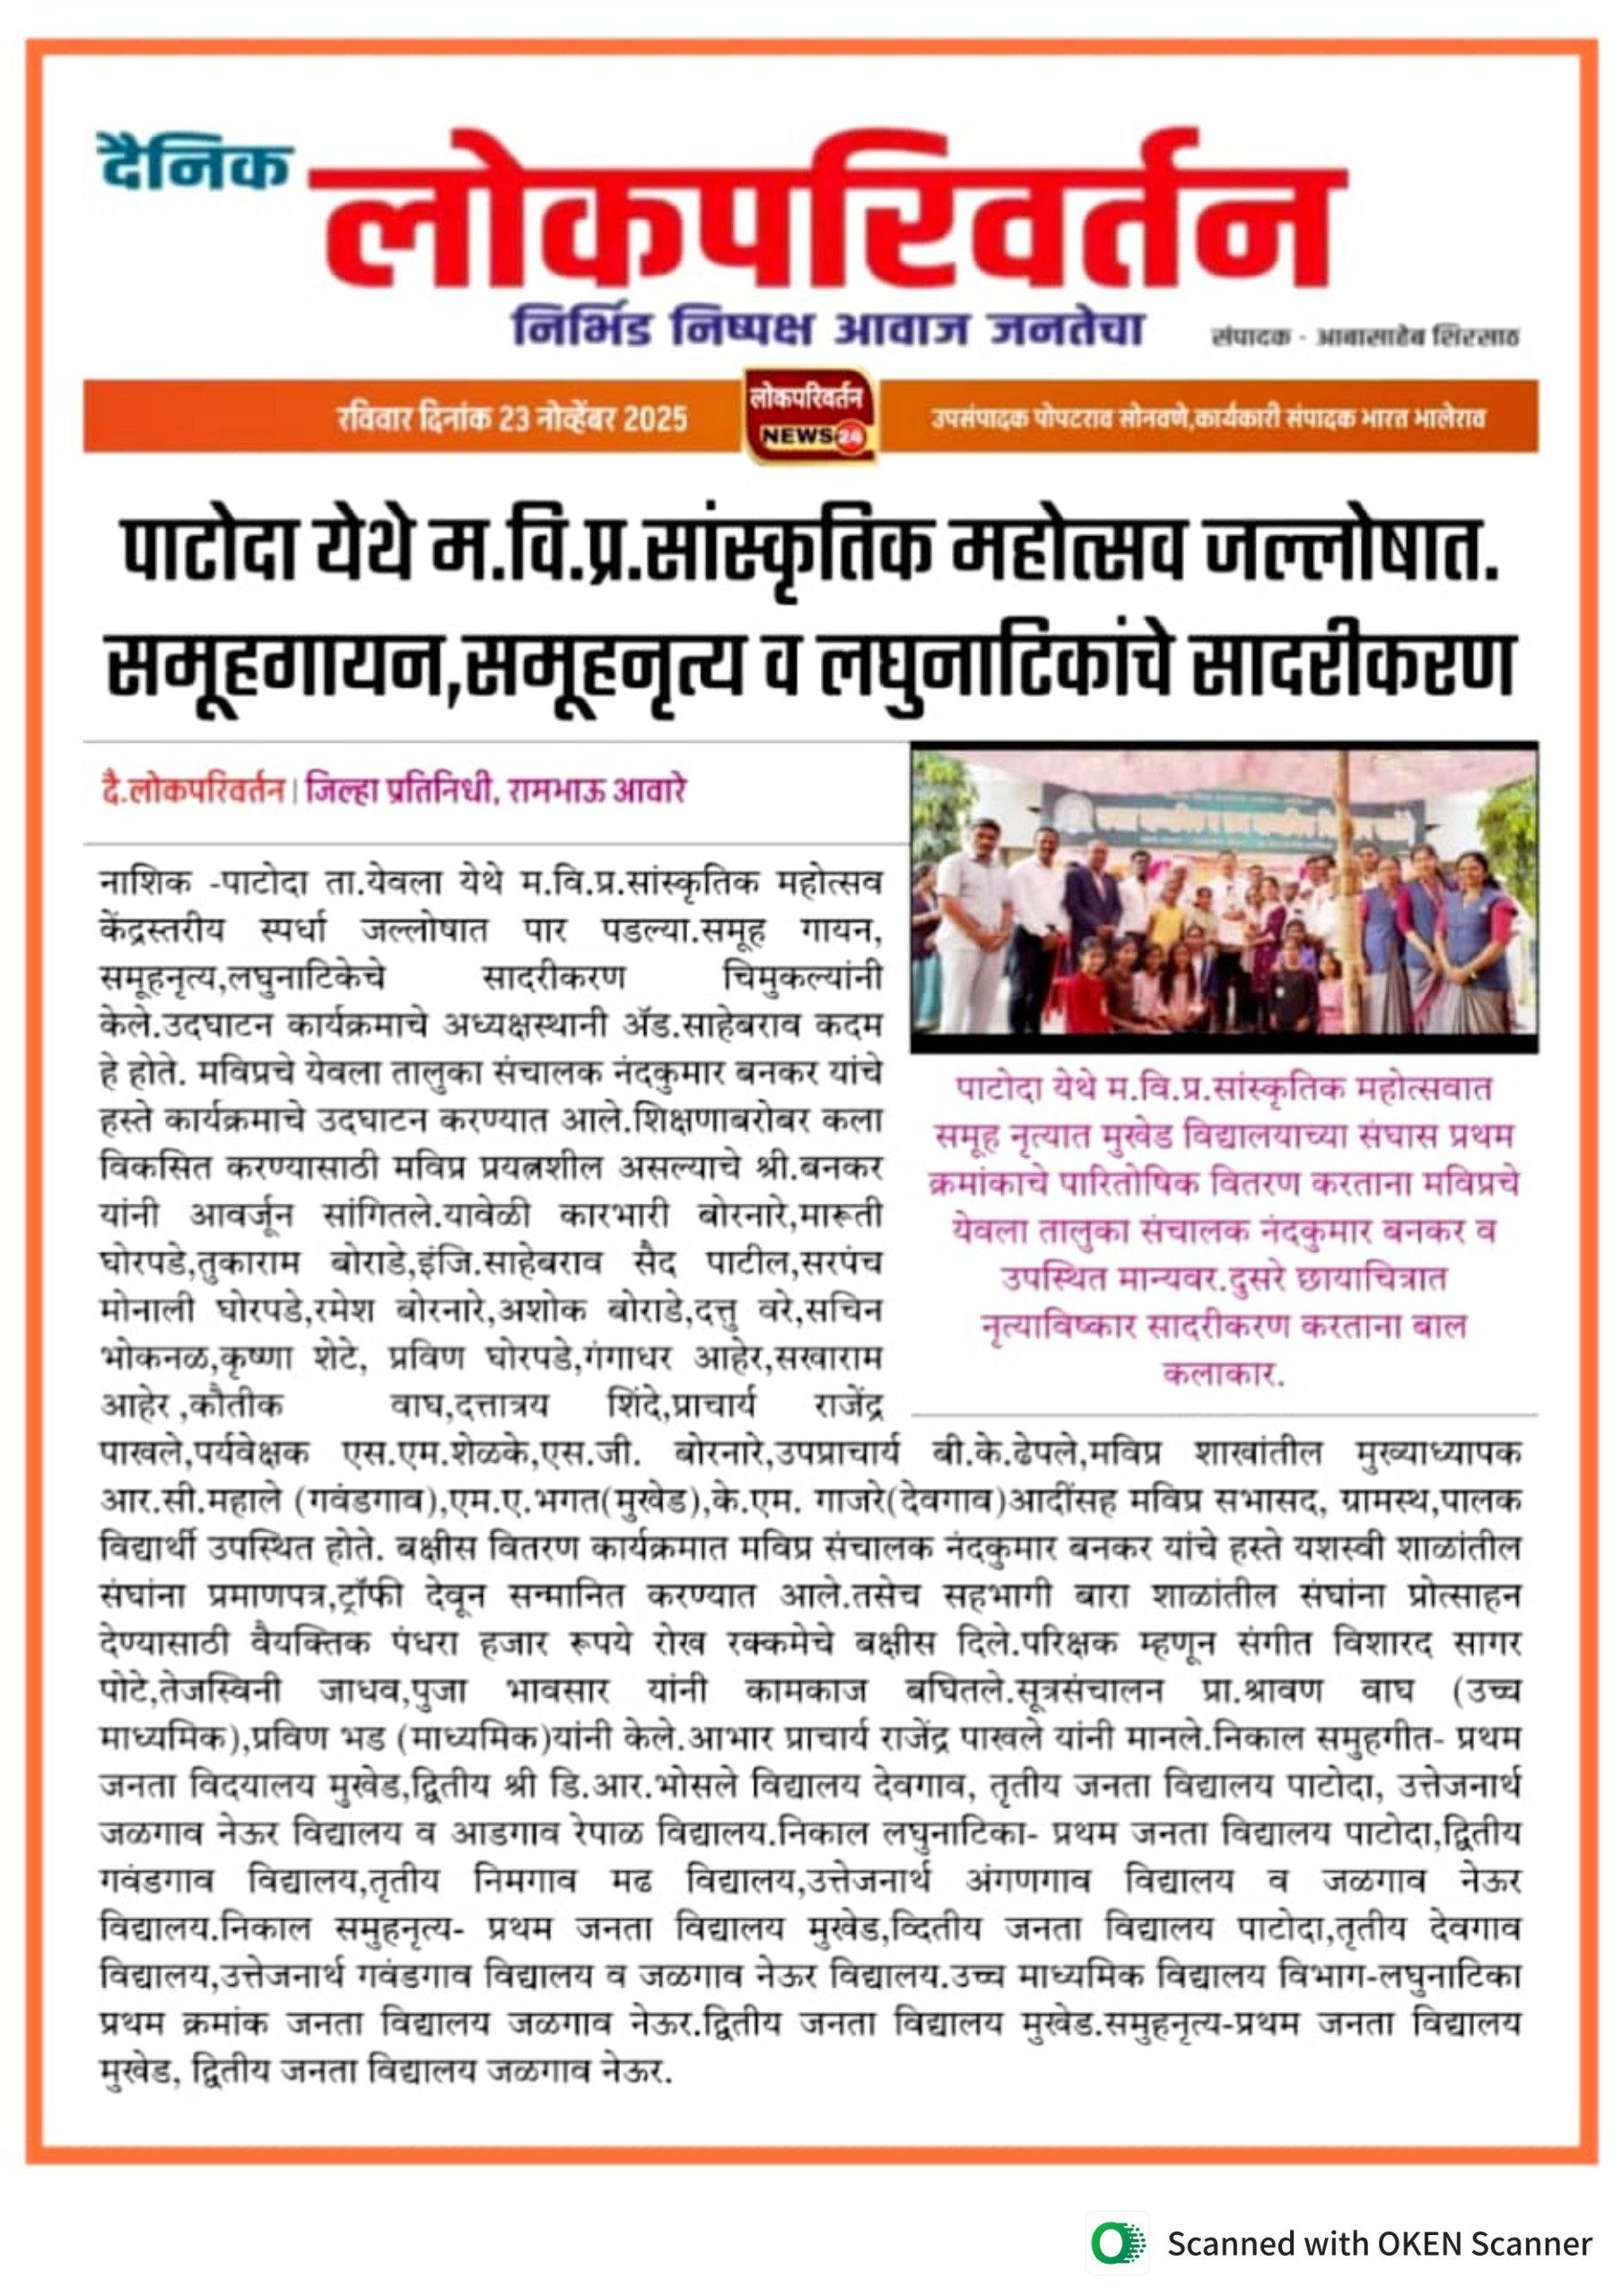 दैनिक
लोकपरिवर्तन
निर्भिड निष्पक्ष आवाज जनतेचा
संपादक - आबासाहेब शिरसाठ
रविवार दिनांक 23 नोव्हेंबर 2025
लोकपरिवर्तन
NEWS 24
उपसंपादक पोपटराव सोनवणे,कार्यकारी संपादक भारत भालेराव
पाटोदा येथे म.वि.प्र.सांस्कृतिक महोत्सव जल्लोषात.
समूहगायन,समूहनृत्य व लघुनाटिकांचे सादरीकरण
दै.लोकपरिवर्तन | जिल्हा प्रतिनिधी, रामभाऊ आवारे
नाशिक -पाटोदा ता.येवला येथे म.वि.प्र.सांस्कृतिक महोत्सव
केंद्रस्तरीय स्पर्धा जल्लोषात पार पडल्या.समूह गायन,
समूहनृत्य,लघुनाटिकेचे सादरीकरण चिमुकल्यांनी
केले.उदघाटन कार्यक्रमाचे अध्यक्षस्थानी ॲड.साहेबराव कदम
हे होते. मविप्रचे येवला तालुका संचालक नंदकुमार बनकर यांचे
हस्ते कार्यक्रमाचे उदघाटन करण्यात आले.शिक्षणाबरोबर कला
विकसित करण्यासाठी मविप्र प्रयत्नशील असल्याचे श्री.बनकर
यांनी आवर्जून सांगितले.यावेळी कारभारी बोरनारे,मारूती
घोरपडे,तुकाराम बोराडे,इंजि.साहेबराव सैद पाटील,सरपंच
मोनाली घोरपडे,रमेश बोरनारे,अशोक बोराडे,दत्तु वरे,सचिन
भोकनळ,कृष्णा शेटे, प्रविण घोरपडे,गंगाधर आहेर,सखाराम
आहेर ,कौतीक वाघ,दत्तात्रय शिंदे,प्राचार्य राजेंद्र
पाटोदा येथे म.वि.प्र.सांस्कृतिक महोत्सवात
समूह नृत्यात मुखेड विद्यालयाच्या संघास प्रथम
क्रमांकाचे पारितोषिक वितरण करताना मविप्रचे
येवला तालुका संचालक नंदकुमार बनकर व
उपस्थित मान्यवर.दुसरे छायाचित्रात
नृत्याविष्कार सादरीकरण करताना बाल
कलाकार.
पाखले,पर्यवेक्षक एस.एम.शेळके,एस.जी. बोरनारे,उपप्राचार्य बी.के.ढेपले,मविप्र शाखांतील मुख्याध्यापक
आर.सी.महाले (गवंडगाव),एम.ए.भगत(मुखेड),के.एम. गाजरे(देवगाव)आदींसह मविप्र सभासद, ग्रामस्थ,पालक
विद्यार्थी उपस्थित होते. बक्षीस वितरण कार्यक्रमात मविप्र संचालक नंदकुमार बनकर यांचे हस्ते यशस्वी शाळांतील
संघांना प्रमाणपत्र,ट्रॉफी देवून सन्मानित करण्यात आले.तसेच सहभागी बारा शाळांतील संघांना प्रोत्साहन
देण्यासाठी वैयक्तिक पंधरा हजार रूपये रोख रक्कमेचे बक्षीस दिले.परिक्षक म्हणून संगीत विशारद सागर
पोटे,तेजस्विनी जाधव,पुजा भावसार यांनी कामकाज बघितले.सूत्रसंचालन प्रा.श्रावण वाघ (उच्च
माध्यमिक),प्रविण भड (माध्यमिक)यांनी केले.आभार प्राचार्य राजेंद्र पाखले यांनी मानले.निकाल समुहगीत- प्रथम
जनता विदयालय मुखेड,द्वितीय श्री डि.आर.भोसले विद्यालय देवगाव, तृतीय जनता विद्यालय पाटोदा, उत्तेजनार्थ
जळगाव नेऊर विद्यालय व आडगाव रेपाळ विद्यालय.निकाल लघुनाटिका- प्रथम जनता विद्यालय पाटोदा,द्वितीय
गवंडगाव विद्यालय,तृतीय निमगाव मढ विद्यालय,उत्तेजनार्थ अंगणगाव विद्यालय व जळगाव नेऊर
विद्यालय.निकाल समुहनृत्य- प्रथम जनता विद्यालय मुखेड,व्दितीय जनता विद्यालय पाटोदा,तृतीय देवगाव
विद्यालय,उत्तेजनार्थ गवंडगाव विद्यालय व जळगाव नेऊर विद्यालय.उच्च माध्यमिक विद्यालय विभाग-लघुनाटिका
प्रथम क्रमांक जनता विद्यालय जळगाव नेऊर.द्वितीय जनता विद्यालय मुखेड.समुहनृत्य-प्रथम जनता विद्यालय
मुखेड, द्वितीय जनता विद्यालय जळगाव नेऊर.
Scanned with OKEN Scanner